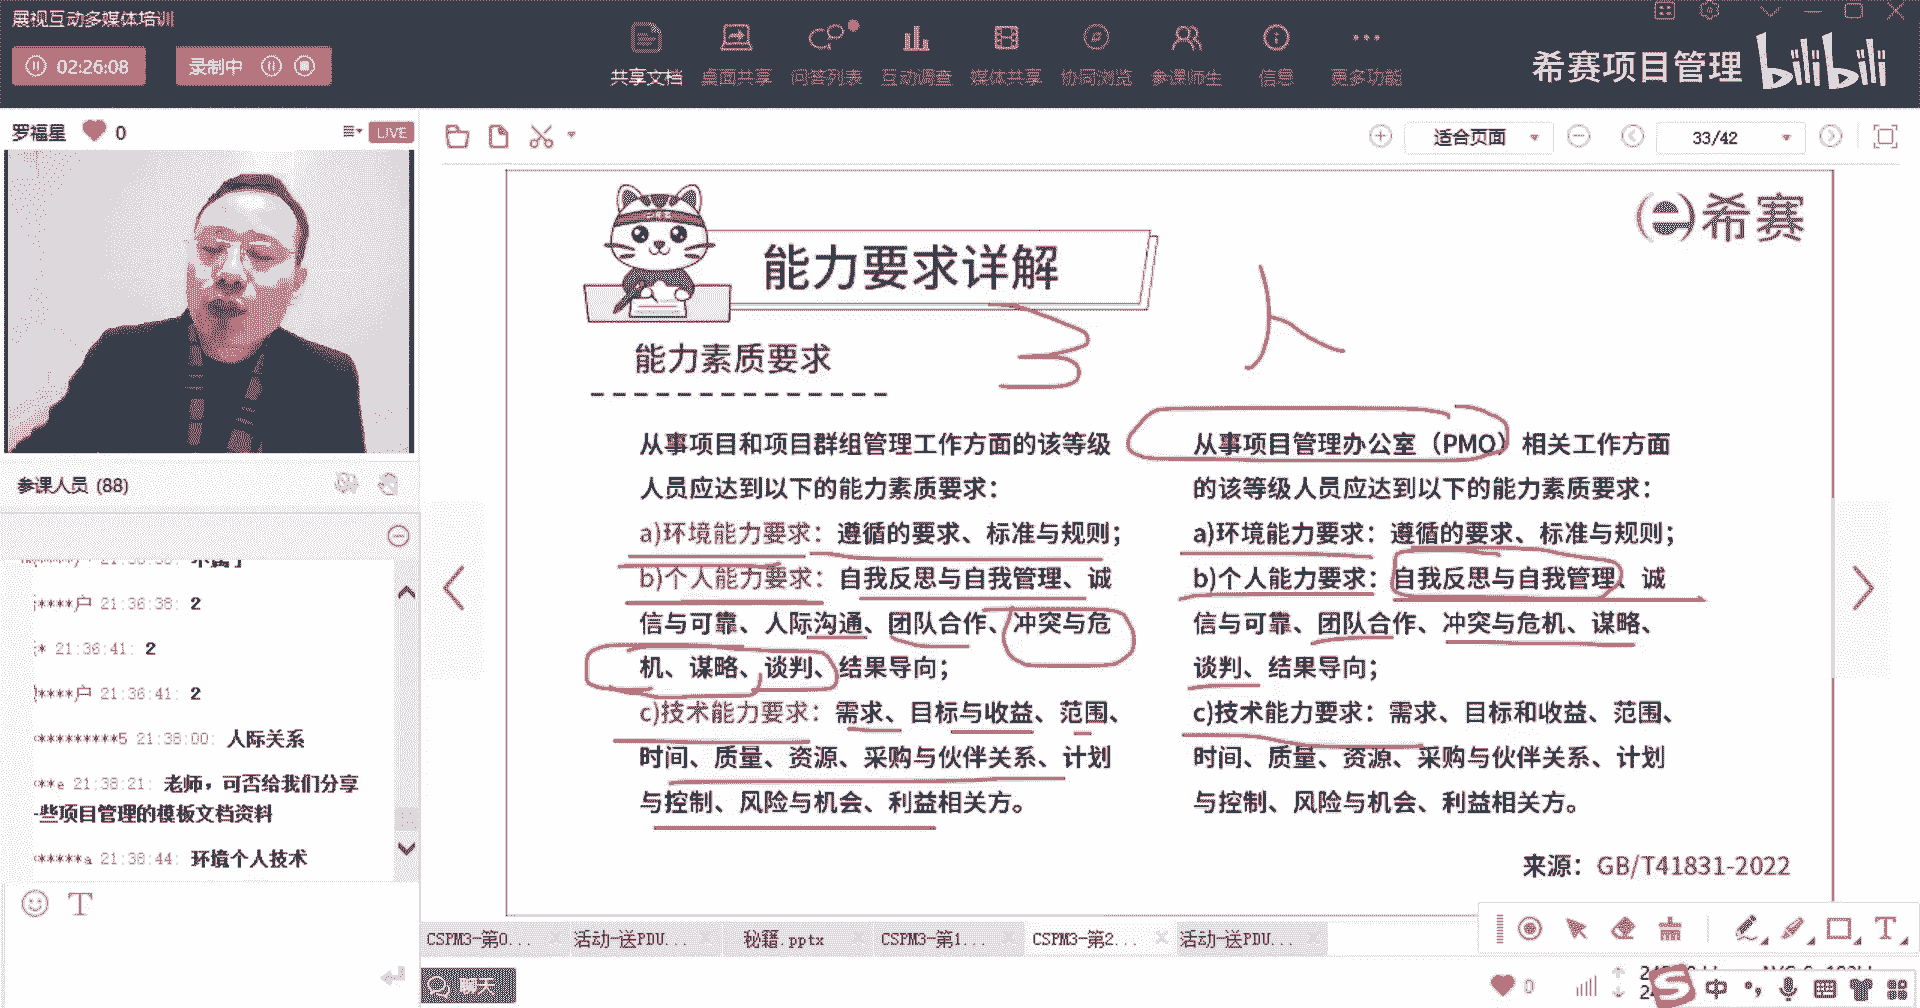 展视互动多媒体培训
02:26:08
录制中
共享文档 桌面共享 问答列表 互动调查 媒体共享 协同浏览 参课师生 信息 更多功能
希赛项目管理 bilibili
罗福星 0 LIVE
适合页面 33/42
希赛
能力要求详解
能力素质要求
从事项目和项目群组管理工作方面的该等级
人员应达到以下的能力素质要求：
a)环境能力要求：遵循的要求、标准与规则；
b)个人能力要求：自我反思与自我管理、诚
信与可靠、人际沟通、团队合作、冲突与危
机、谋略、谈判、结果导向；
c)技术能力要求：需求、目标与收益、范围、
时间、质量、资源、采购与伙伴关系、计划
与控制、风险与机会、利益相关方。
从事项目管理办公室（PMO）相关工作方面
的该等级人员应达到以下的能力素质要求：
a)环境能力要求：遵循的要求、标准与规则；
b)个人能力要求：自我反思与自我管理、诚
信与可靠、团队合作、冲突与危机、谋略、
谈判、结果导向；
c)技术能力要求：需求、目标和收益、范围、
时间、质量、资源、采购与伙伴关系、计划
与控制、风险与机会、利益相关方。
来源：GB/T41831-2022
参课人员 (88)
****户 21:36:38: 2
* 21:36:41: 2
****户 21:36:41: 2
*********5 21:38:00: 人际关系
**e 21:38:21: 老师，可否给我们分享
些项目管理的模板文档资料
*****a 21:38:44: 环境个人技术
CSPM3-第0... 活动-送PDU... 秘籍.pptx CSPM3-第1... CSPM3-第2... 活动-送PDU...
聊天
0
中